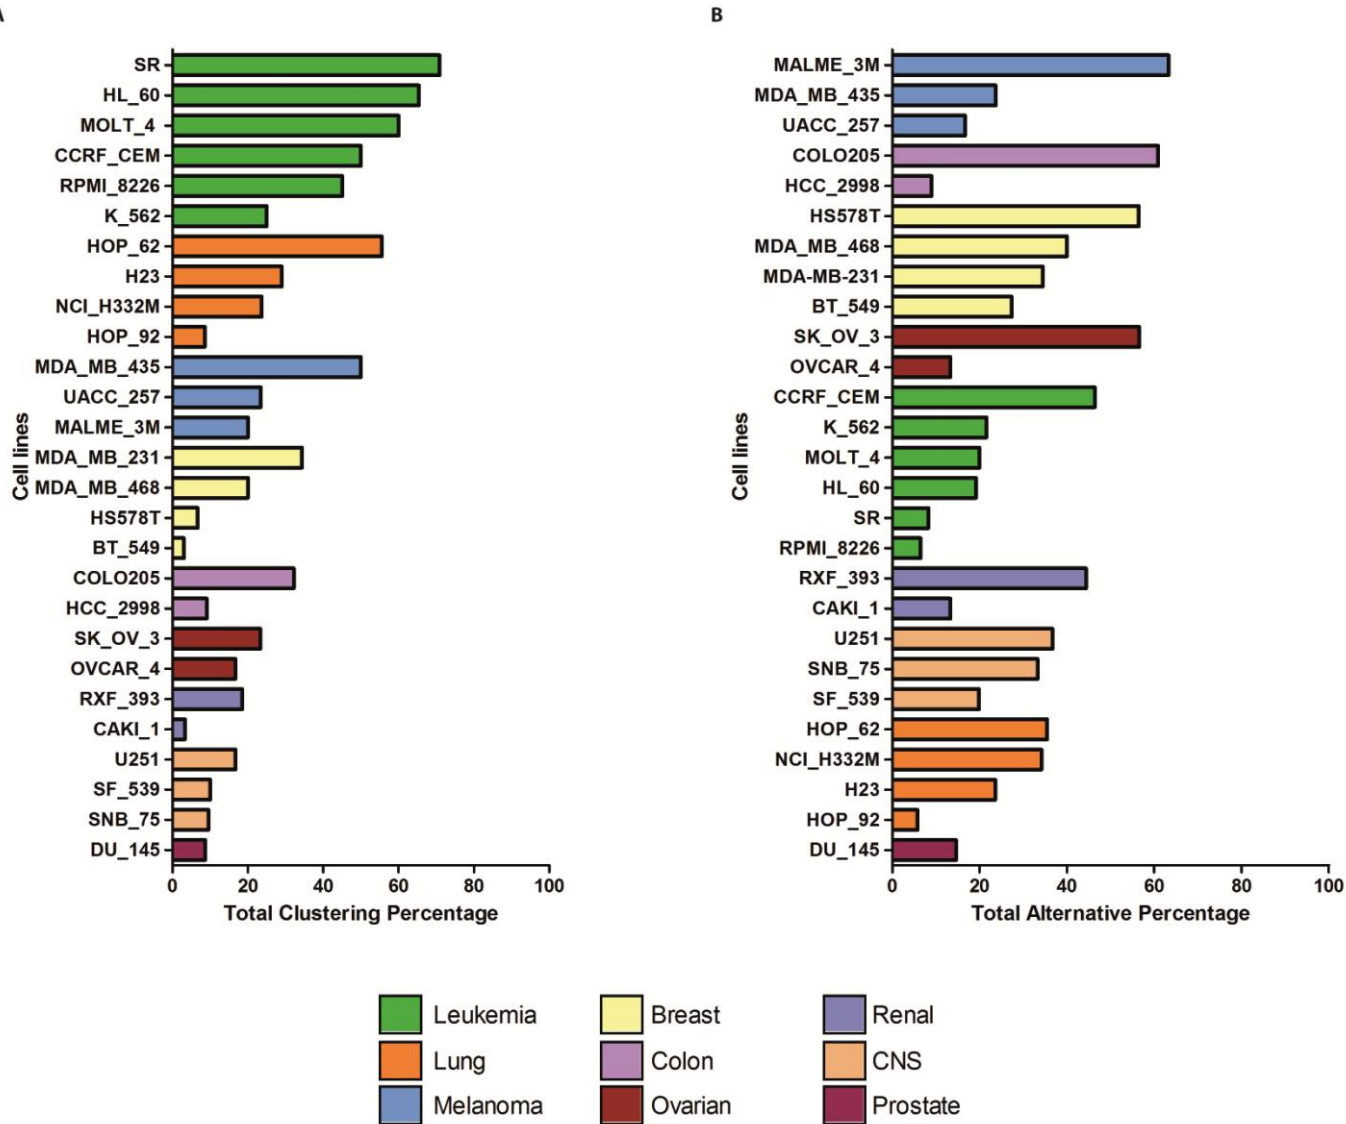 A
SR
HL_60
MOLT_4
CCRF_CEM
RPMI_8226
K_562
HOP_62
H23
NCI_H332M
HOP_92
MDA_MB_435
UACC_257
MALME_3M
MDA_MB_231
MDA_MB_468
HS578T
BT_549
COLO205
HCC_2998
SK_OV_3
OVCAR_4
RXF_393
CAKI_1
U251
SF_539
SNB_75
DU_145
Cell lines
0 20 40 60 80 100
Total Clustering Percentage
B
MALME_3M
MDA_MB_435
UACC_257
COLO205
HCC_2998
HS578T
MDA_MB_468
MDA-MB-231
BT_549
SK_OV_3
OVCAR_4
CCRF_CEM
K_562
MOLT_4
HL_60
SR
RPMI_8226
RXF_393
CAKI_1
U251
SNB_75
SF_539
HOP_62
NCI_H332M
H23
HOP_92
DU_145
Cell lines
0 20 40 60 80 100
Total Alternative Percentage
Leukemia
Lung
Melanoma
Breast
Colon
Ovarian
Renal
CNS
Prostate